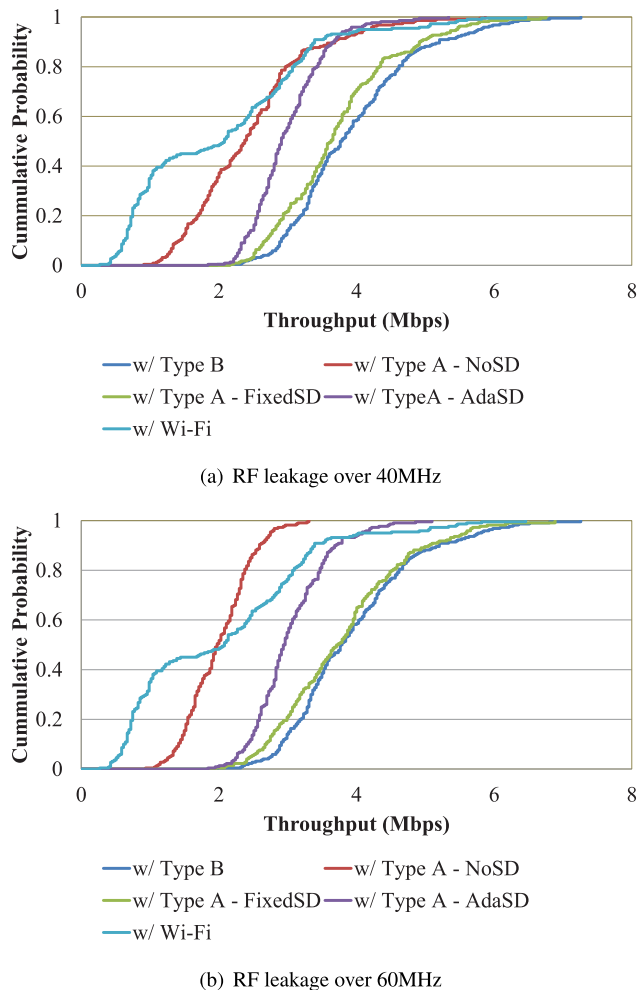 1
0.8
0.6
0.4
0.2
0
Cummulative Probability
0 2 4 6 8
Throughput (Mbps)
w/ Type B w/ Type A - NoSD
w/ Type A - FixedSD w/ TypeA - AdaSD
w/ Wi-Fi
(a) RF leakage over 40MHz
1
0.8
0.6
0.4
0.2
0
Cummulative Probability
0 2 4 6 8
Throughput (Mbps)
w/ Type B w/ Type A - NoSD
w/ Type A - FixedSD w/ Type A - AdaSD
w/ Wi-Fi
(b) RF leakage over 60MHz